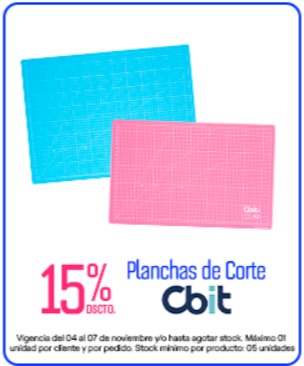 Cbit
15%
DSCTO.
Planchas de Corte
Cbit
Vigencia del 04 al 07 de noviembre y/o hasta agotar stock. Máximo 01
unidad por cliente y por pedido. Stock mínimo por producto: 05 unidades